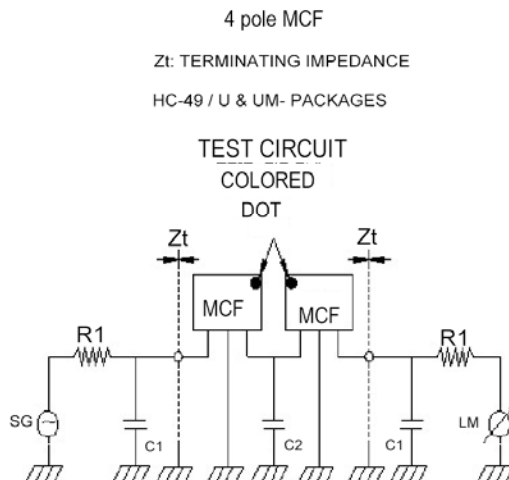 4 pole MCF
Zt: TERMINATING IMPEDANCE
HC-49 / U & UM- PACKAGES
TEST CIRCUIT
COLORED
DOT
Zt
Zt
MCF
MCF
R1
R1
SG
C1
C2
C1
LM